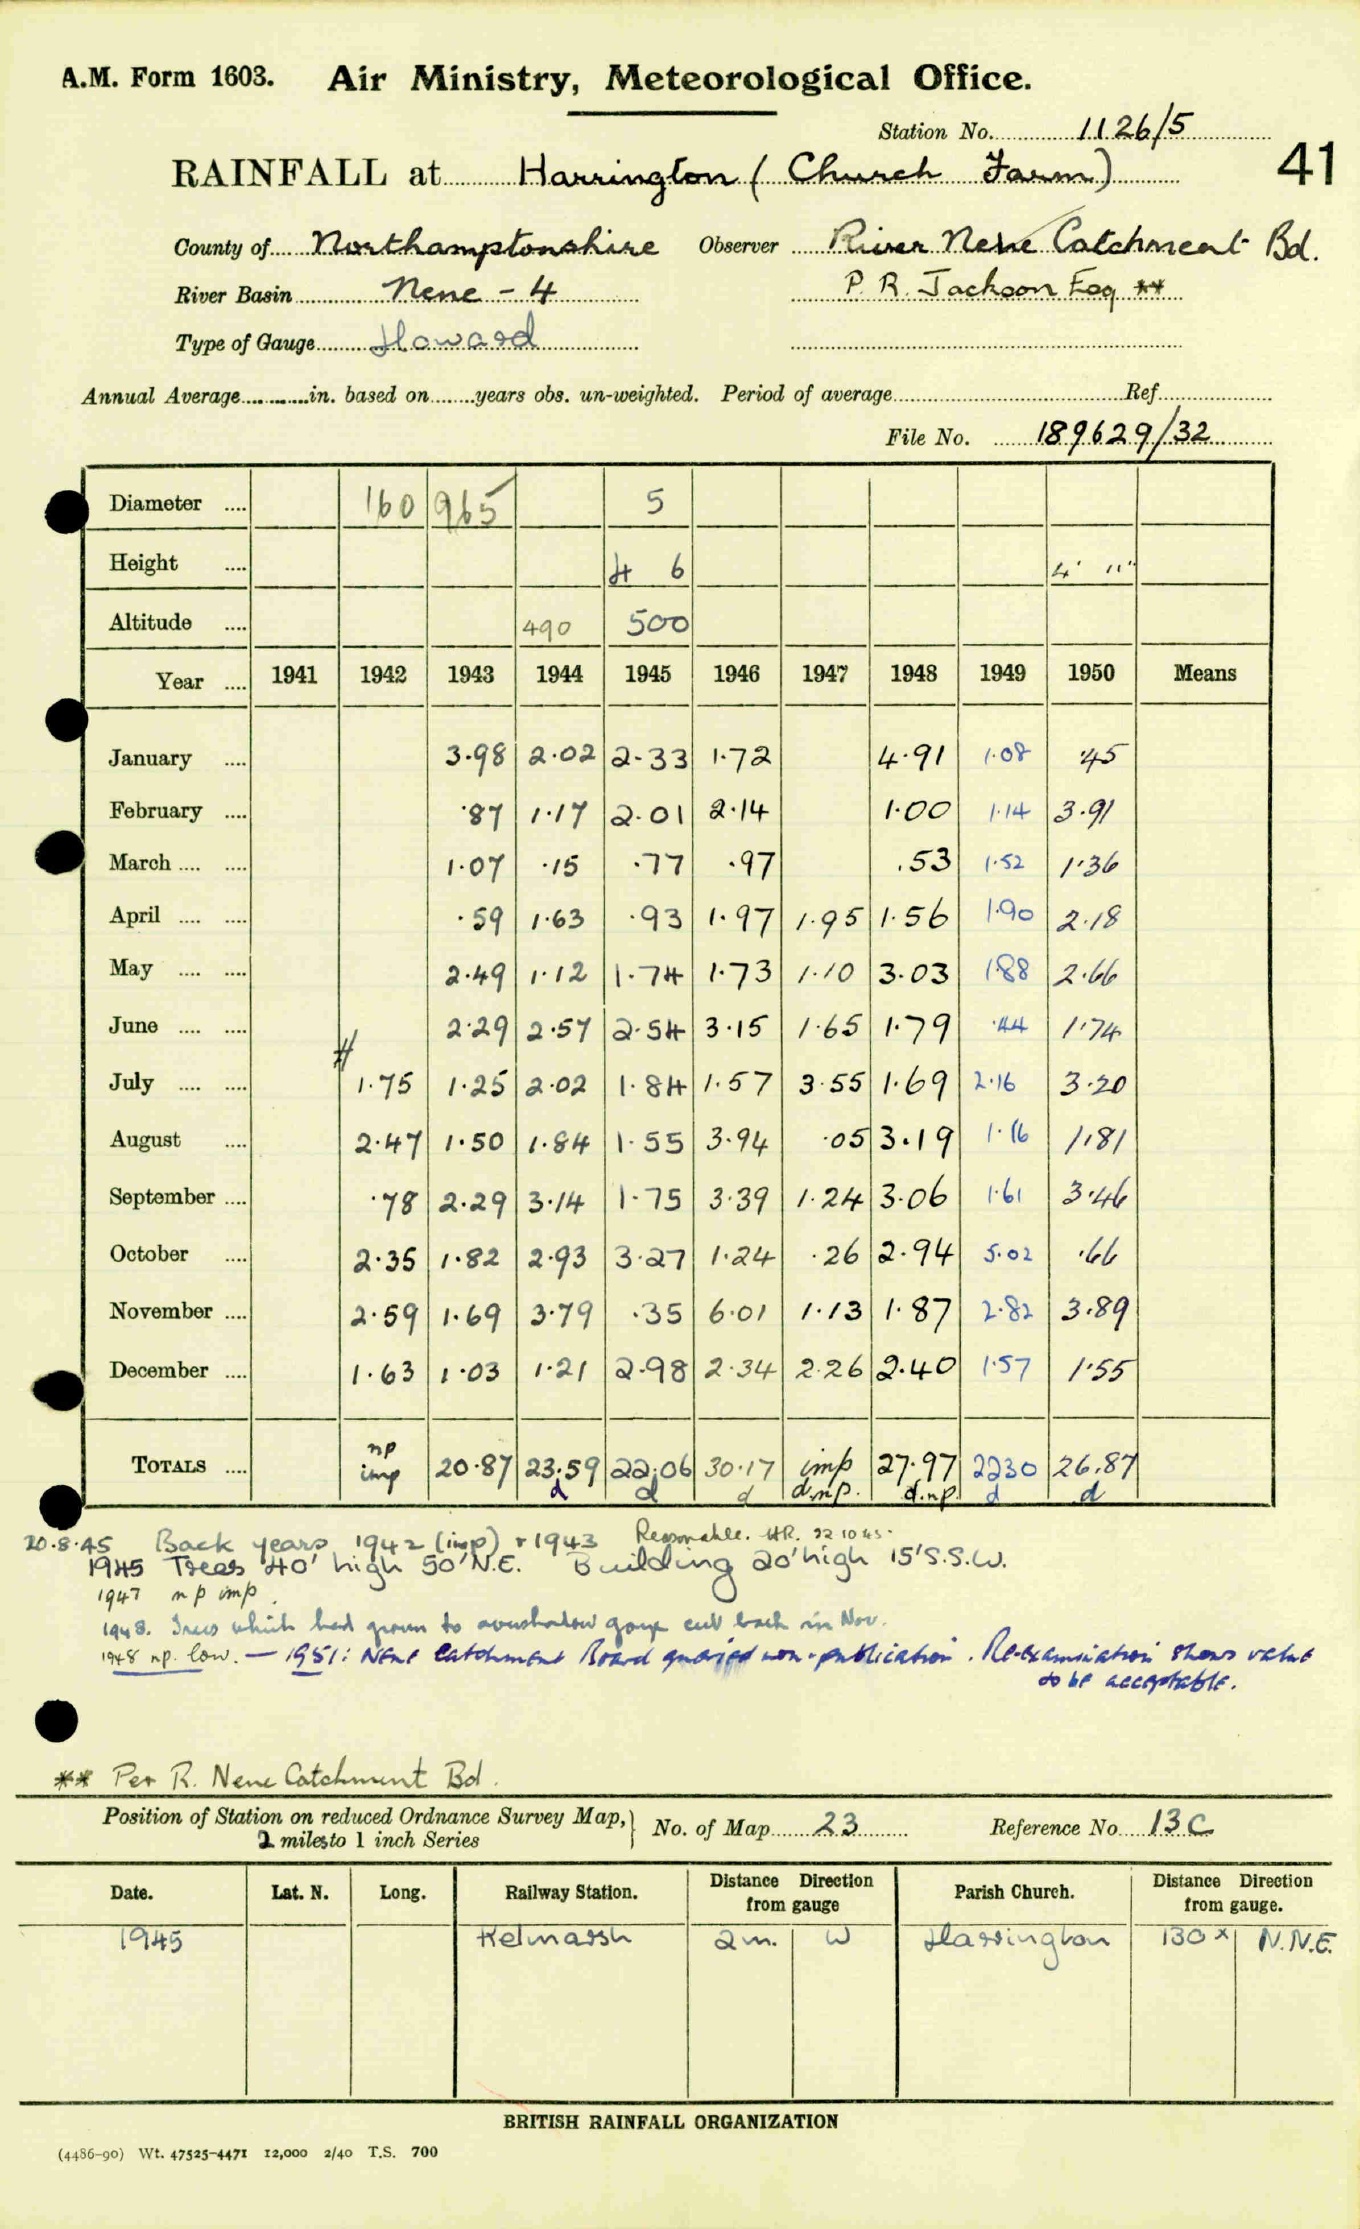 A.M. Form 1603. Air Ministry, Meteorological Office.
Station No. 1126/5
41
RAINFALL at Harrington ( Church Farm )
County of Northamptonshire Observer River Nene Catchment Bd.
River Basin Nene - 4 P. R. Jackson Esq **
Type of Gauge Howard
Annual Average in. based on years obs. un-weighted. Period of average Ref
File No. 189629/32
Diameter 160 965 5
Height 4 6 4' 11"
Altitude 490 500
Year 1941 1942 1943 1944 1945 1946 1947 1948 1949 1950 Means
January 3.98 2.02 2.33 1.72 4.91 1.08 .45
February .87 1.17 2.01 2.14 1.00 1.14 3.91
March 1.07 .15 .77 .97 .53 1.52 1.36
April .59 1.63 .93 1.97 1.95 1.56 1.90 2.18
May 2.49 1.12 1.74 1.73 1.10 3.03 1.88 2.66
June 2.29 2.57 2.54 3.15 1.65 1.79 .44 1.74
July 1.75 1.25 2.02 1.84 1.57 3.55 1.69 2.16 3.20
August 2.47 1.50 1.84 1.55 3.94 .05 3.19 1.16 1.81
September .78 2.29 3.14 1.75 3.39 1.24 3.06 1.61 3.46
October 2.35 1.82 2.93 3.27 1.24 .26 2.94 5.02 .66
November 2.59 1.69 3.79 .35 6.01 1.13 1.87 2.82 3.89
December 1.63 1.03 1.21 2.98 2.34 2.26 2.40 1.57 1.55
TOTALS np imp 20.87 23.59 22.06 30.17 imp 27.97 2230 26.87
d d d d.np. d.np. d d
20.8.45 Back years 1942 (imp) + 1943 Reasonable. HR. 22 10 45.
1945 Trees 40' high 50' N.E. Building 20' high 15' S.S.W.
1947 n p imp.
1948. Trees which had grown to overshadow gauge cut back in Nov.
1948 np. low. — 1951: Nene Catchment Board queried non-publication. Re-examination shows value
to be acceptable.
** Per R. Nene Catchment Bd.
Position of Station on reduced Ordnance Survey Map, No. of Map 23 Reference No 13 C
2 miles to 1 inch Series
Date. Lat. N. Long. Railway Station. Distance Direction from gauge Parish Church. Distance Direction from gauge.
1945 Kelmarsh 2m. W Harrington 130 x N.N.E.
BRITISH RAINFALL ORGANIZATION
(4486-90) Wt. 47525-4471 12,000 2/40 T.S. 700